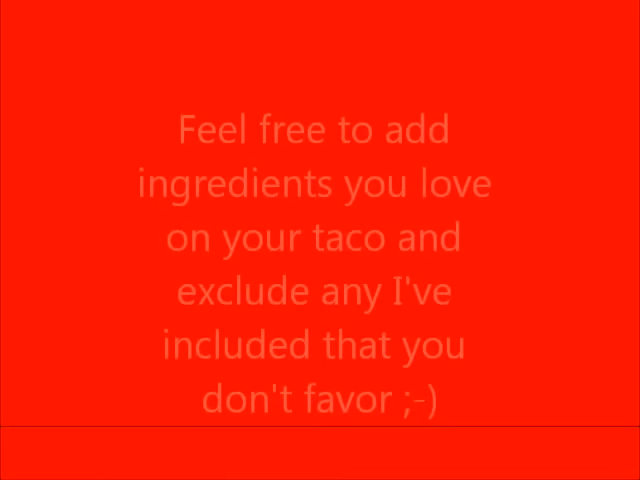 Feel free to add
ingredients you love
on your taco and
exclude any I've
included that you
don't favor ;-)